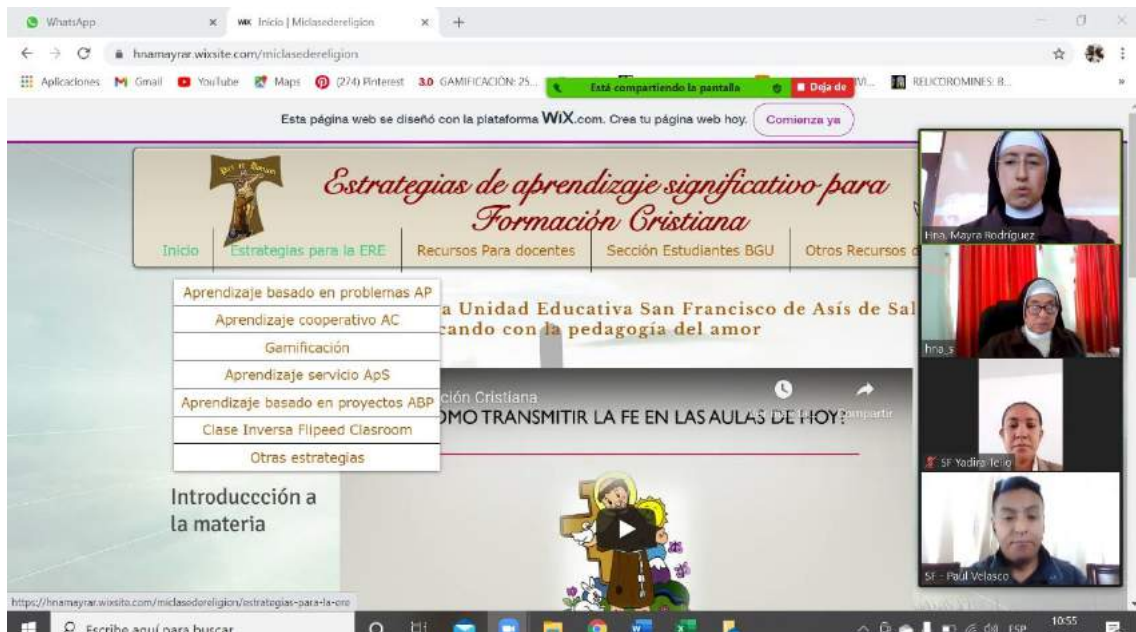 WhatsApp
WiX Inicio | Miclasedereligion
hnamayrar.wixsite.com/miclasedereligion
Aplicaciones Gmail YouTube Maps (274) Pinterest 3.0 GAMIFICACIÓN: 25... RELICOROMINES: B...
Está compartiendo la pantalla Deja de
Esta página web se diseñó con la plataforma WiX.com. Crea tu página web hoy. Comienza ya
Estrategias de aprendizaje significativo para
Formación Cristiana
Inicio Estrategias para la ERE Recursos Para docentes Sección Estudiantes BGU Otros Recursos
Aprendizaje basado en problemas AP
Aprendizaje cooperativo AC
Gamificación
Aprendizaje servicio ApS
Aprendizaje basado en proyectos ABP
Clase Inversa Flipeed Clasroom
Otras estrategias
a Unidad Educativa San Francisco de Asís de Sal
cando con la pedagogía del amor
ción Cristiana
OMO TRANSMITIR LA FE EN LAS AULAS DE HOY?
Compartir
Introduccción a
la materia
Hna. Mayra Rodríguez
hna_s
SF Yadira Tello
SF - Paul Velasco
https://hnamayrar.wixsite.com/miclasedereligion/estrategias-para-la-ere
Escribe aquí para buscar
ESP
10:55